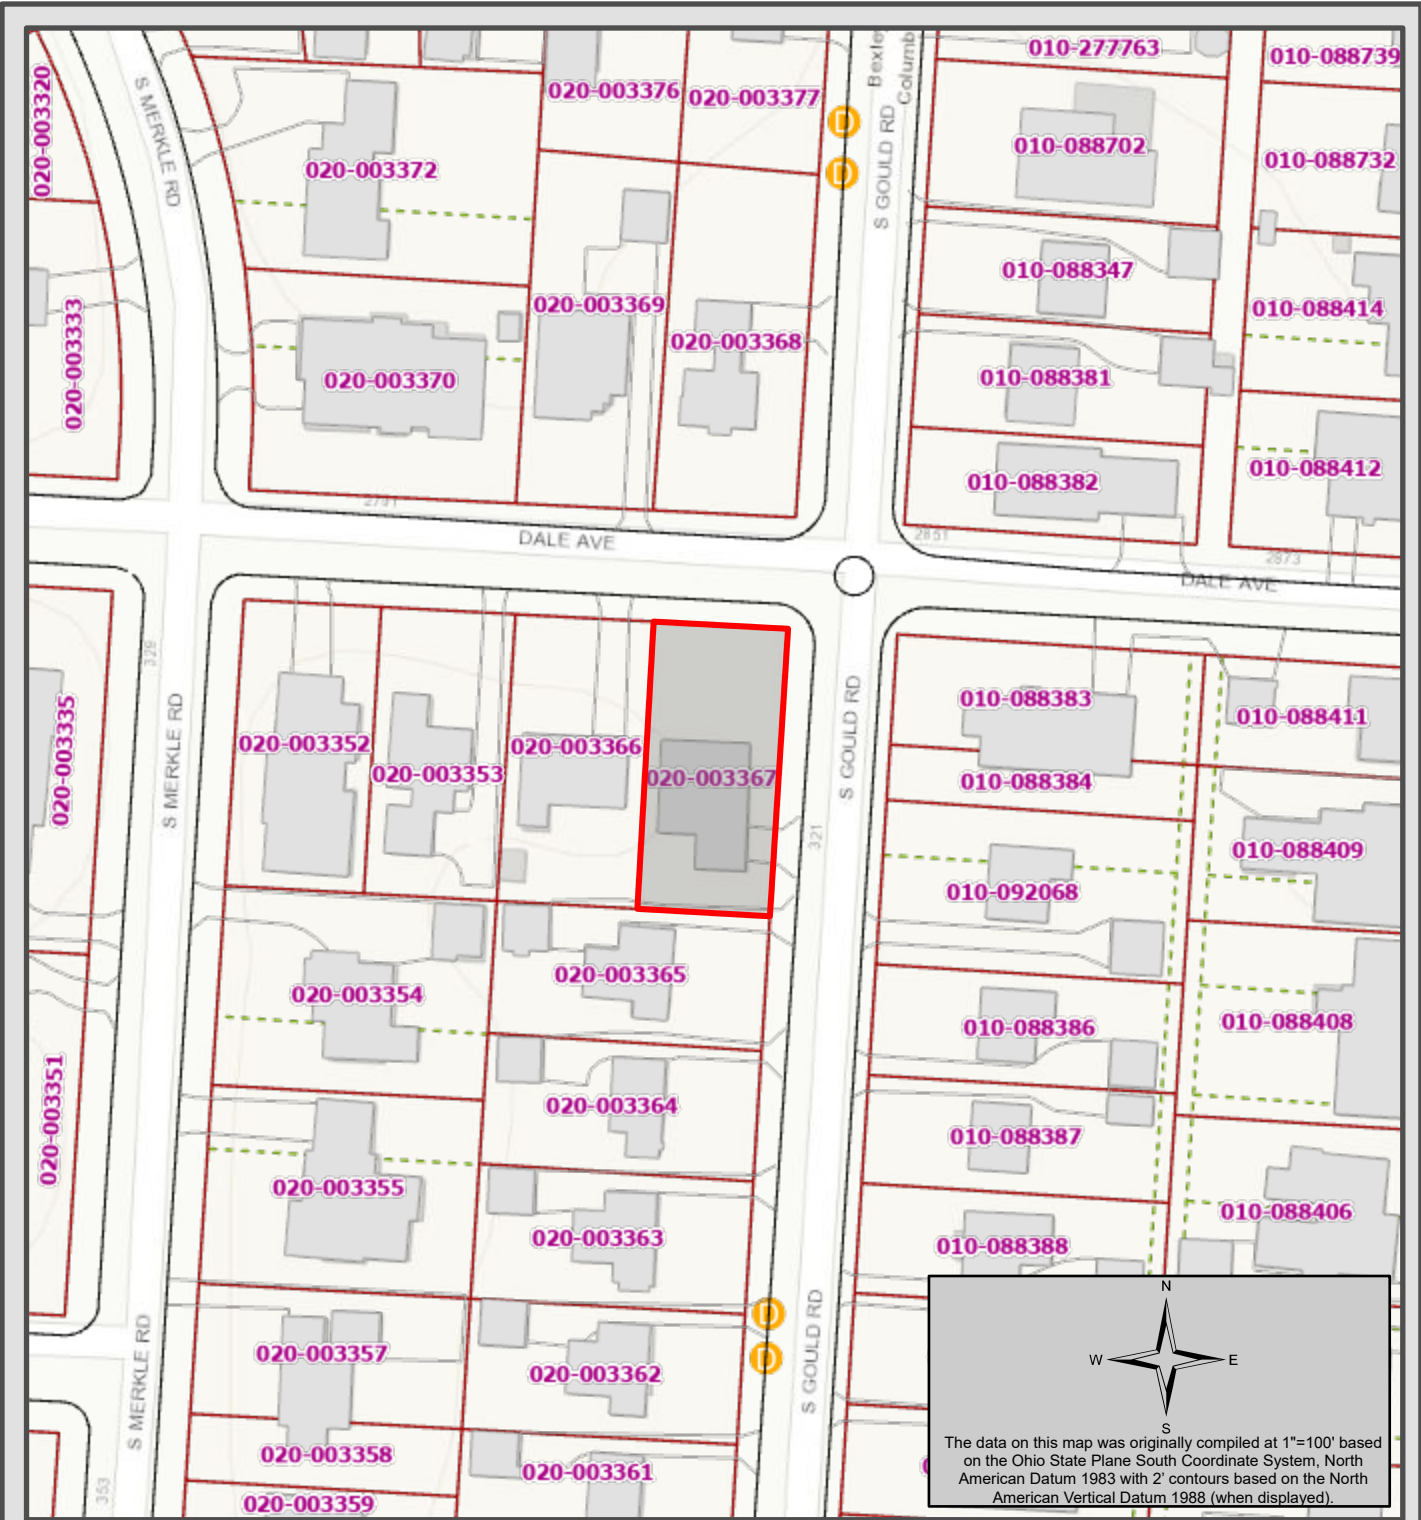 020-003320
S MERKLE RD
020-003376
020-003377
Bexley
Columb
S GOULD RD
010-277763
010-088739
D
D
020-003372
010-088702
010-088732
020-003333
020-003369
020-003368
010-088347
010-088414
020-003370
010-088381
010-088382
010-088412
2791
DALE AVE
2851
2873
DALE AVE
329
020-003335
S MERKLE RD
020-003352
020-003353
020-003366
020-003367
S GOULD RD
321
010-088383
010-088384
010-088411
010-088409
010-092068
020-003354
020-003365
010-088386
010-088408
020-003351
020-003364
010-088387
020-003355
020-003363
010-088388
010-088406
S MERKLE RD
020-003357
020-003362
D
D
S GOULD RD
020-003358
020-003361
020-003359
353
N
W
E
S
The data on this map was originally compiled at 1"=100' based
on the Ohio State Plane South Coordinate System, North
American Datum 1983 with 2' contours based on the North
American Vertical Datum 1988 (when displayed).